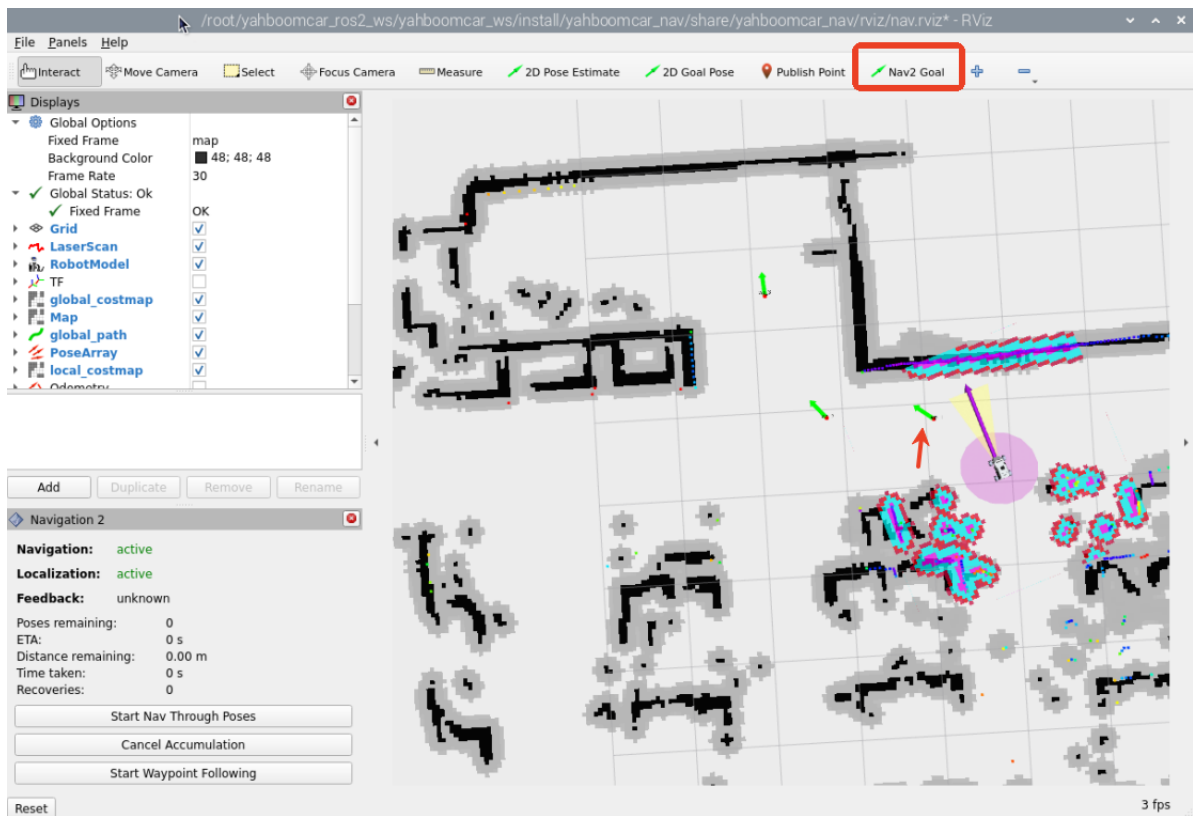 /root/yahboomcar_ros2_ws/yahboomcar_ws/install/yahboomcar_nav/share/yahboomcar_nav/rviz/nav.rviz* - RViz
File Panels Help
Interact Move Camera Select Focus Camera Measure 2D Pose Estimate 2D Goal Pose Publish Point Nav2 Goal
Displays
Global Options
Fixed Frame map
Background Color 48; 48; 48
Frame Rate 30
Global Status: Ok
Fixed Frame OK
Grid
LaserScan
RobotModel
TF
global_costmap
Map
global_path
PoseArray
local_costmap
Odometry
Add Duplicate Remove Rename
Navigation 2
Navigation: active
Localization: active
Feedback: unknown
Poses remaining: 0
ETA: 0 s
Distance remaining: 0.00 m
Time taken: 0 s
Recoveries: 0
Start Nav Through Poses
Cancel Accumulation
Start Waypoint Following
Reset
3 fps